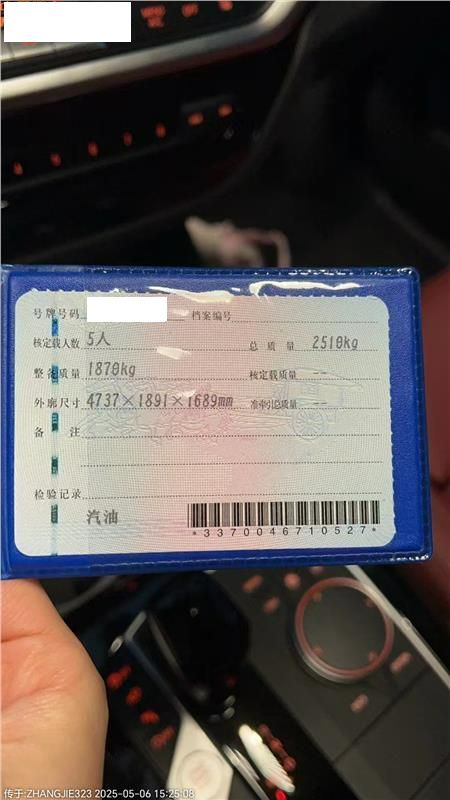 MENU
号牌号码
档案编号
核定载人数 5人
总质量 2510kg
整备质量 1870kg
核定载质量 --
外廓尺寸 4737×1891×1689mm
准牵引总质量 --
备注
检验记录
汽油
*3370046710527*
传于:ZHANGJIE323 2025-05-06 15:25:08